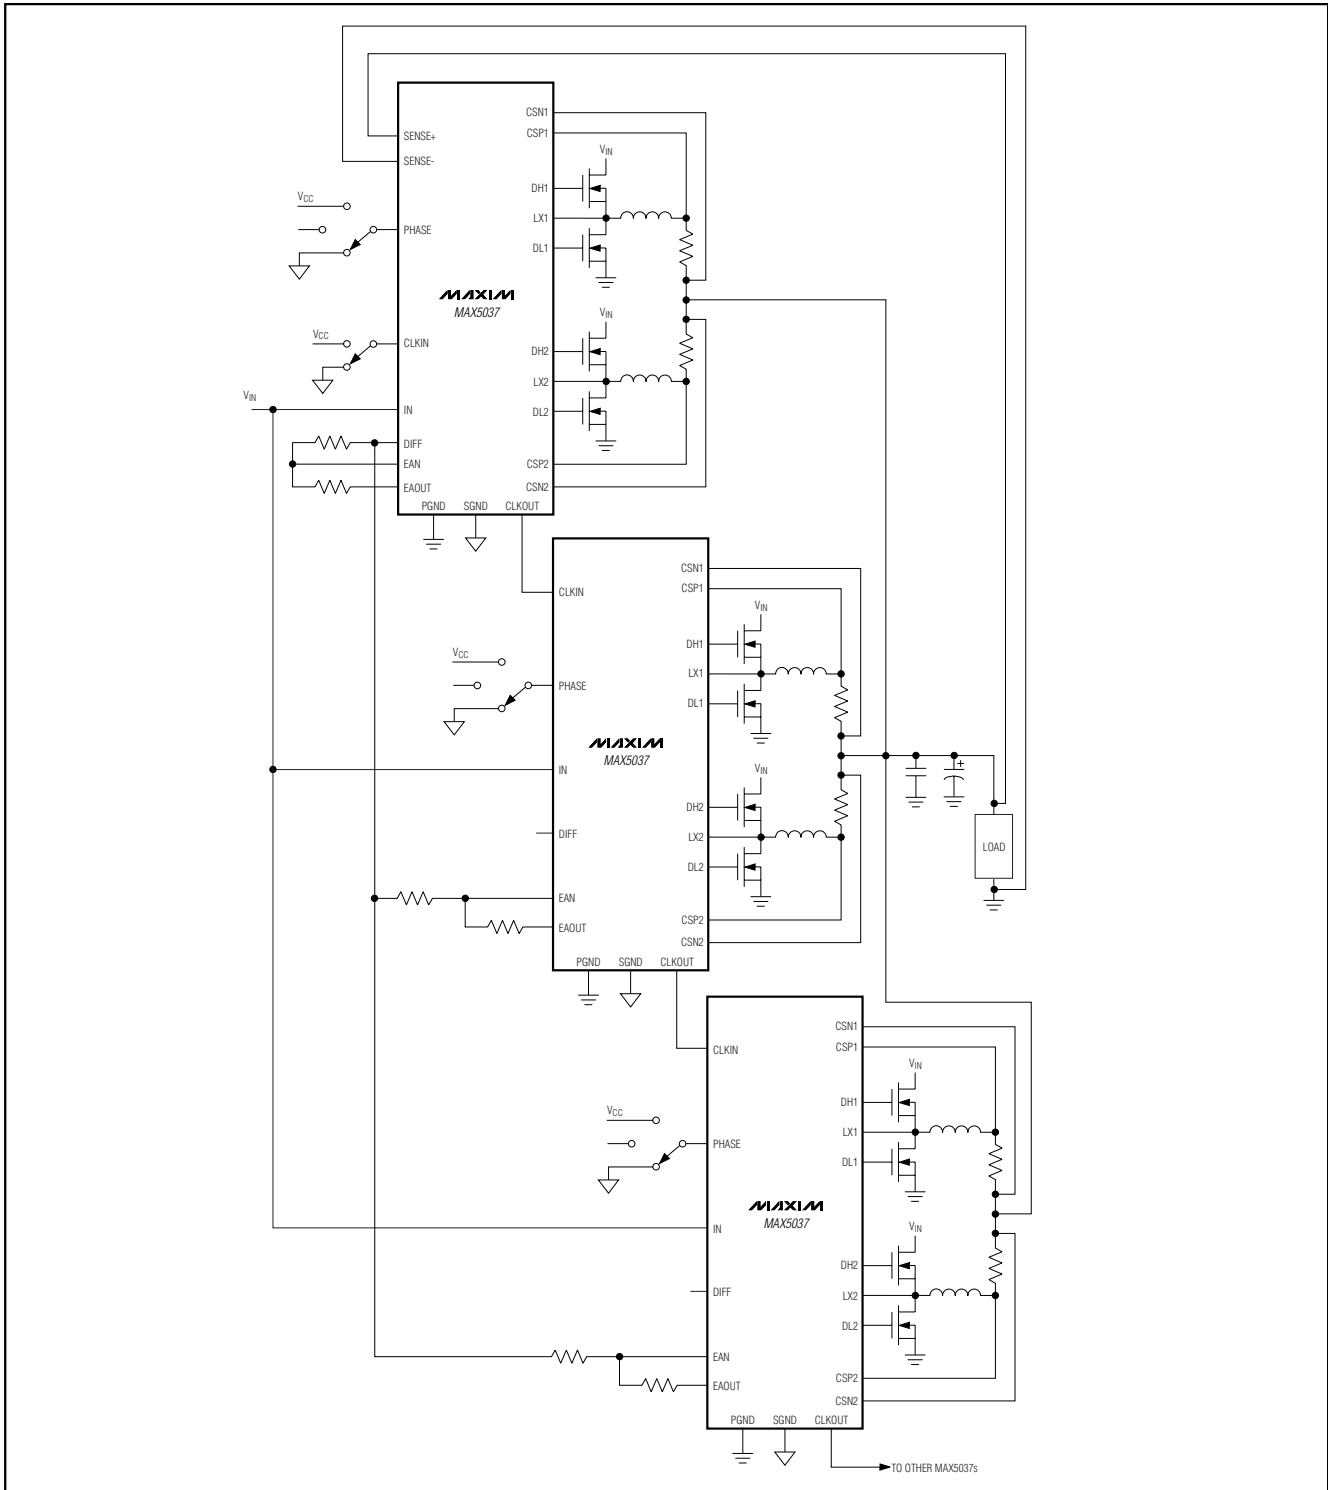 CSN1
CSP1
SENSE+
SENSE-
VIN
DH1
VCC
LX1
PHASE
DL1
MAXIM
MAX5037
VIN
VCC
CLKIN
DH2
LX2
VIN
IN
DL2
DIFF
EAN
CSP2
EAOUT
CSN2
PGND
SGND
CLKOUT
CSN1
CSP1
CLKIN
VIN
DH1
VCC
LX1
PHASE
DL1
MAXIM
MAX5037
VIN
IN
DH2
DIFF
LX2
+
LOAD
DL2
EAN
CSP2
EAOUT
CSN2
PGND
SGND
CLKOUT
CSN1
CSP1
CLKIN
VIN
DH1
VCC
LX1
PHASE
DL1
MAXIM
MAX5037
VIN
IN
DH2
DIFF
LX2
DL2
EAN
CSP2
EAOUT
CSN2
PGND
SGND
CLKOUT
TO OTHER MAX5037s